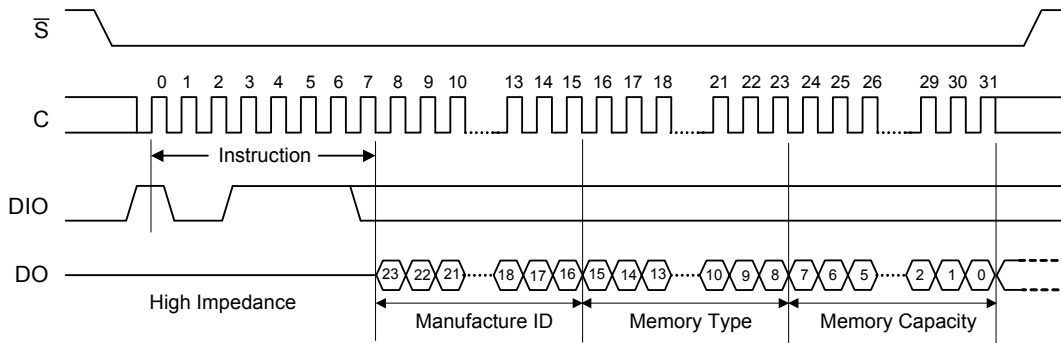 S
0 1 2 3 4 5 6 7 8 9 10 13 14 15 16 17 18 21 22 23 24 25 26 29 30 31
C
Instruction
DIO
DO
23 22 21 18 17 16 15 14 13 10 9 8 7 6 5 2 1 0
High Impedance
Manufacture ID
Memory Type
Memory Capacity